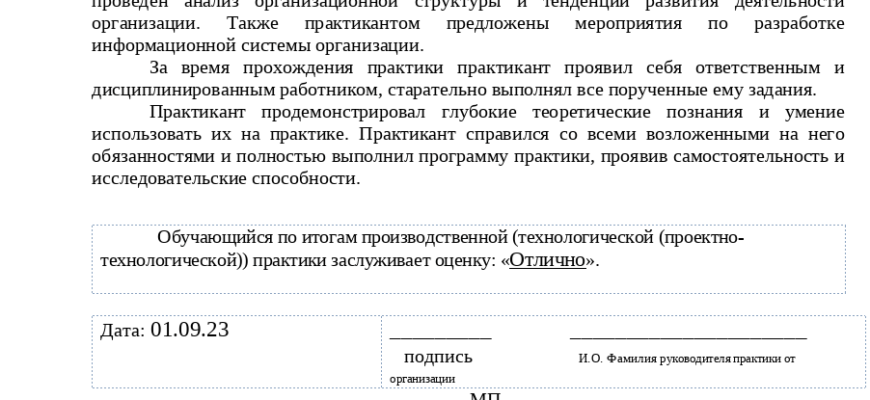 проведен анализ организационной структуры и тенденций развития деятельности
организации. Также практикантом предложены мероприятия по разработке
информационной системы организации.
За время прохождения практики практикант проявил себя ответственным и
дисциплинированным работником, старательно выполнял все порученные ему задания.
Практикант продемонстрировал глубокие теоретические познания и умение
использовать их на практике. Практикант справился со всеми возложенными на него
обязанностями и полностью выполнил программу практики, проявив самостоятельность и
исследовательские способности.
Обучающийся по итогам производственной (технологической (проектно-
технологической)) практики заслуживает оценку: «Отлично».
Дата: 01.09.23 ___________ ______________________
подпись И.О. Фамилия руководителя практики от
организации
МП